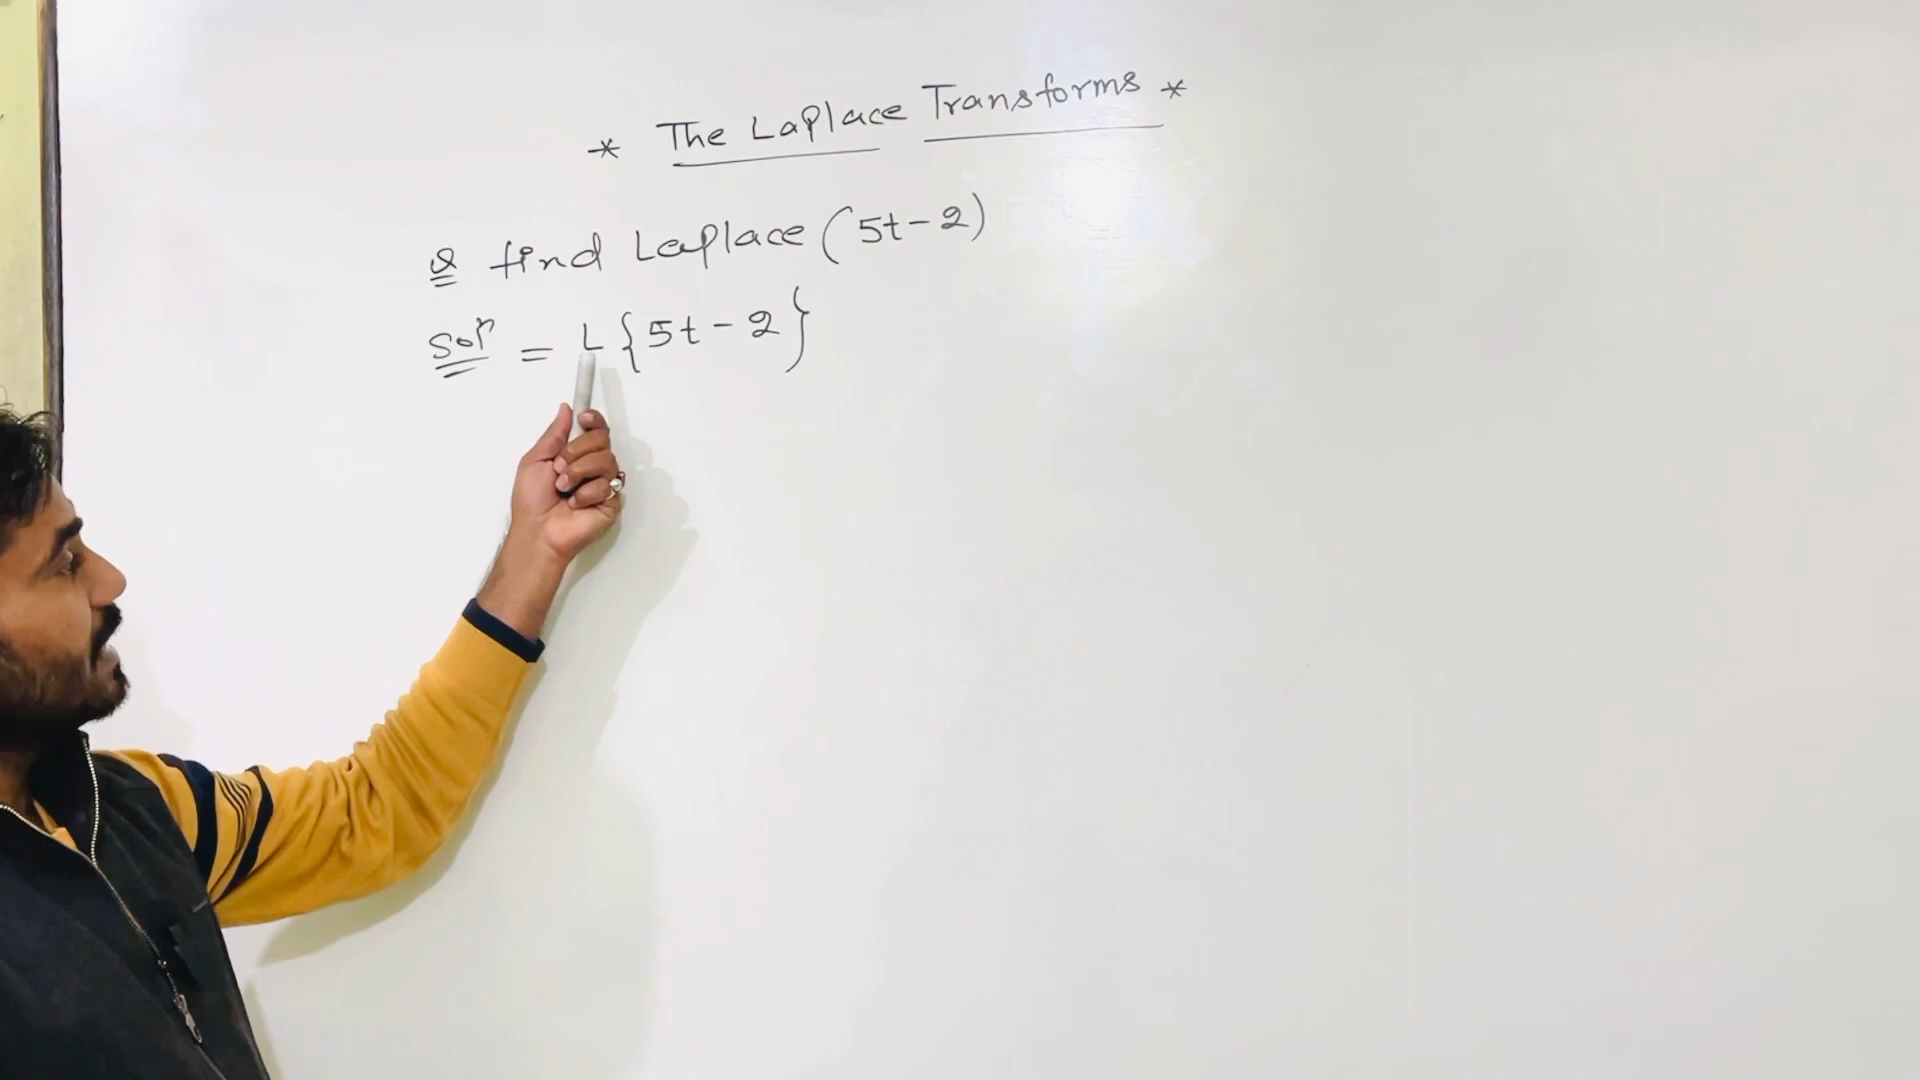 * The Laplace Transforms *
Q find Laplace (5t-2)
Solⁿ = L{5t-2}